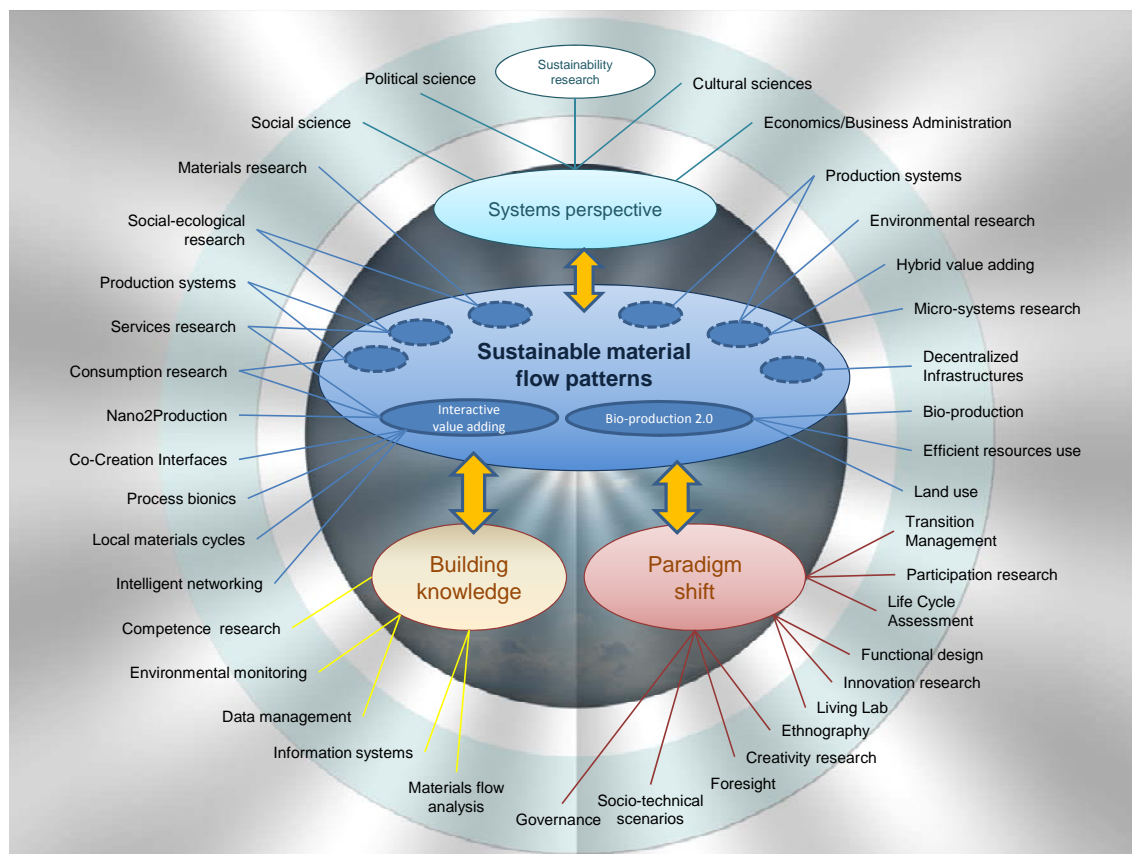 Sustainability
research
Political science
Cultural sciences
Social science
Economics/Business Administration
Materials research
Production systems
Systems perspective
Social-ecological
research
Environmental research
Production systems
Hybrid value adding
Services research
Micro-systems research
Sustainable material
flow patterns
Consumption research
Decentralized
Infrastructures
Nano2Production
Interactive
value adding
Bio-production 2.0
Bio-production
Co-Creation Interfaces
Efficient resources use
Process bionics
Land use
Local materials cycles
Transition
Management
Intelligent networking
Building
knowledge
Paradigm
shift
Participation research
Life Cycle
Assessment
Competence  research
Functional design
Environmental monitoring
Innovation research
Data management
Living Lab
Ethnography
Information systems
Creativity research
Materials flow
analysis
Foresight
Socio-technical
scenarios
Governance